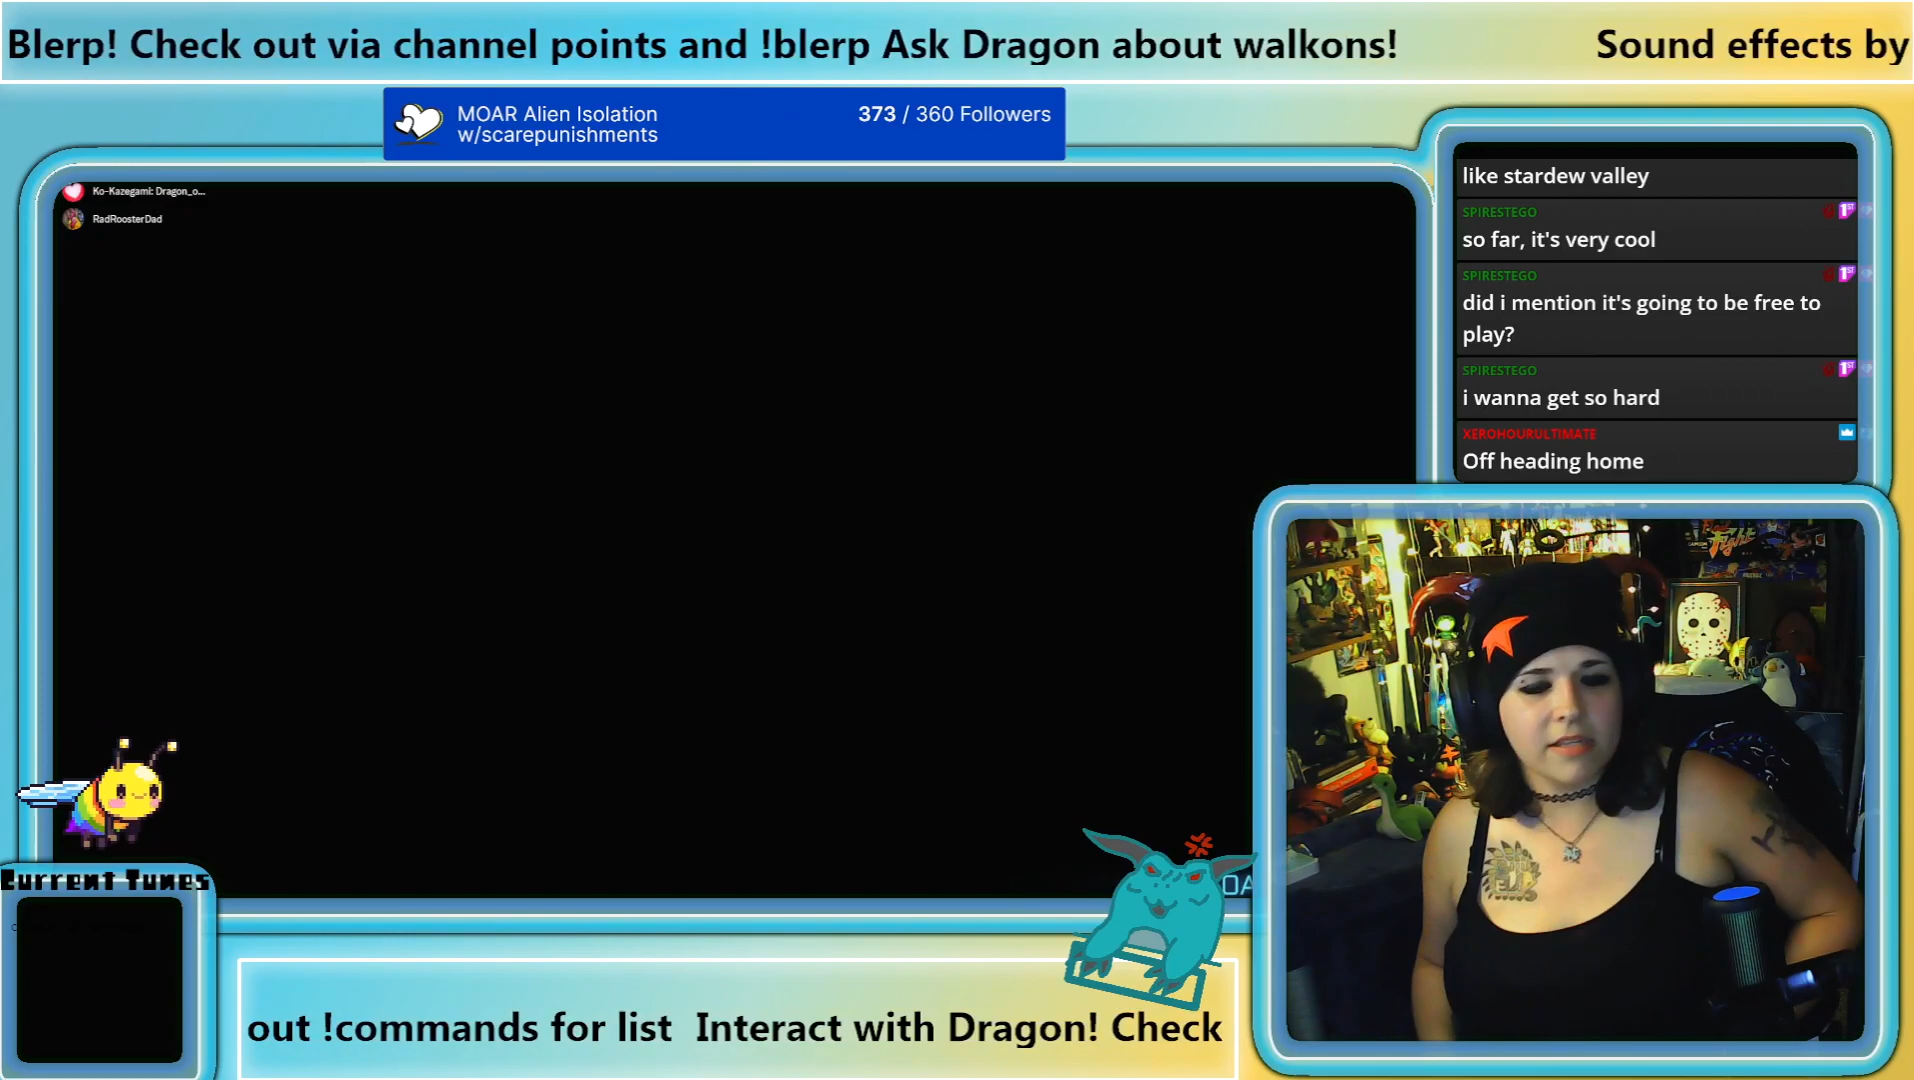 Blerp! Check out via channel points and !blerp Ask Dragon about walkons! Sound effects by
MOAR Alien Isolation
w/scarepunishments
373 / 360 Followers
Ko-Kazegami: Dragon_o...
RadRoosterDad
like stardew valley
SPIRESTEGO
so far, it's very cool
SPIRESTEGO
did i mention it's going to be free to
play?
SPIRESTEGO
i wanna get so hard
XEROHOURULTIMATE
Off heading home
Current Tunes
OA
out !commands for list Interact with Dragon! Check